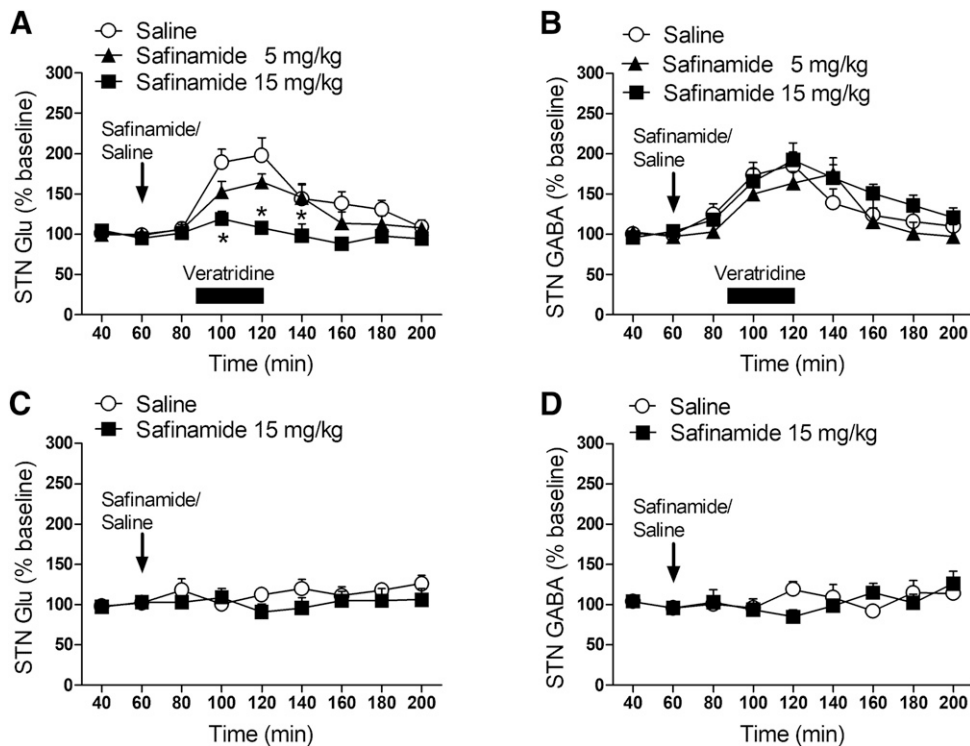 A
Saline
Safinamide 5 mg/kg
Safinamide 15 mg/kg
STN Glu (% baseline)
300
250
200
150
100
50
0
Safinamide/
Saline
*
*
*
Veratridine
40 60 80 100 120 140 160 180 200
Time (min)
B
Saline
Safinamide 5 mg/kg
Safinamide 15 mg/kg
STN GABA (% baseline)
300
250
200
150
100
50
0
Safinamide/
Saline
Veratridine
40 60 80 100 120 140 160 180 200
Time (min)
C
Saline
Safinamide 15 mg/kg
STN Glu (% baseline)
300
250
200
150
100
50
0
Safinamide/
Saline
40 60 80 100 120 140 160 180 200
Time (min)
D
Saline
Safinamide 15 mg/kg
STN GABA (% baseline)
300
250
200
150
100
50
0
Safinamide/
Saline
40 60 80 100 120 140 160 180 200
Time (min)